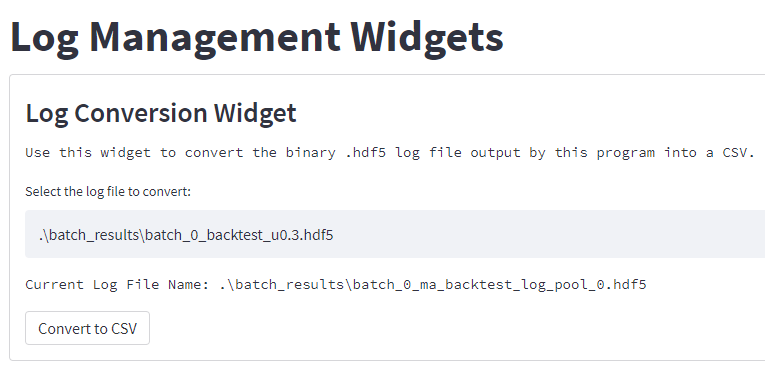 Log Management Widgets
Log Conversion Widget
Use this widget to convert the binary .hdf5 log file output by this program into a CSV.
Select the log file to convert:
.\batch_results\batch_0_backtest_u0.3.hdf5
Current Log File Name: .\batch_results\batch_0_ma_backtest_log_pool_0.hdf5
Convert to CSV